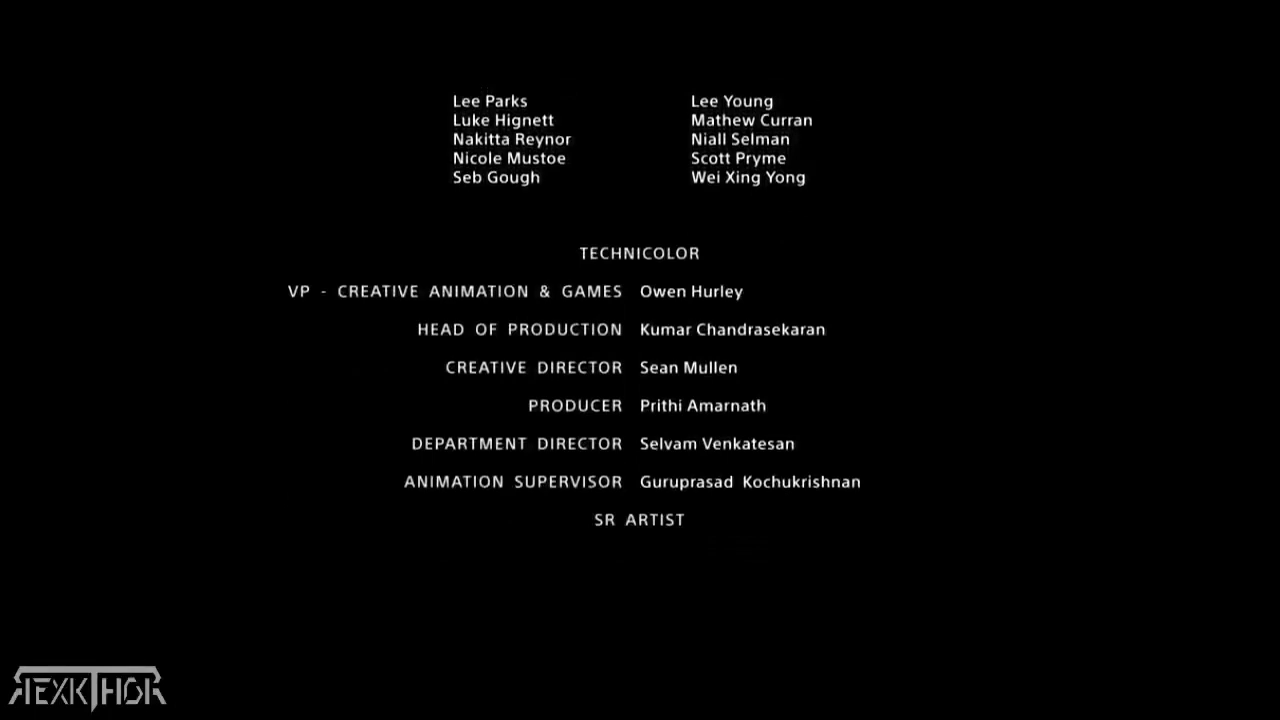 Lee Parks Lee Young
Luke Hignett Mathew Curran
Nakitta Reynor Niall Selman
Nicole Mustoe Scott Pryme
Seb Gough Wei Xing Yong
TECHNICOLOR
VP - CREATIVE ANIMATION & GAMES Owen Hurley
HEAD OF PRODUCTION Kumar Chandrasekaran
CREATIVE DIRECTOR Sean Mullen
PRODUCER Prithi Amarnath
DEPARTMENT DIRECTOR Selvam Venkatesan
ANIMATION SUPERVISOR Guruprasad Kochukrishnan
SR ARTIST